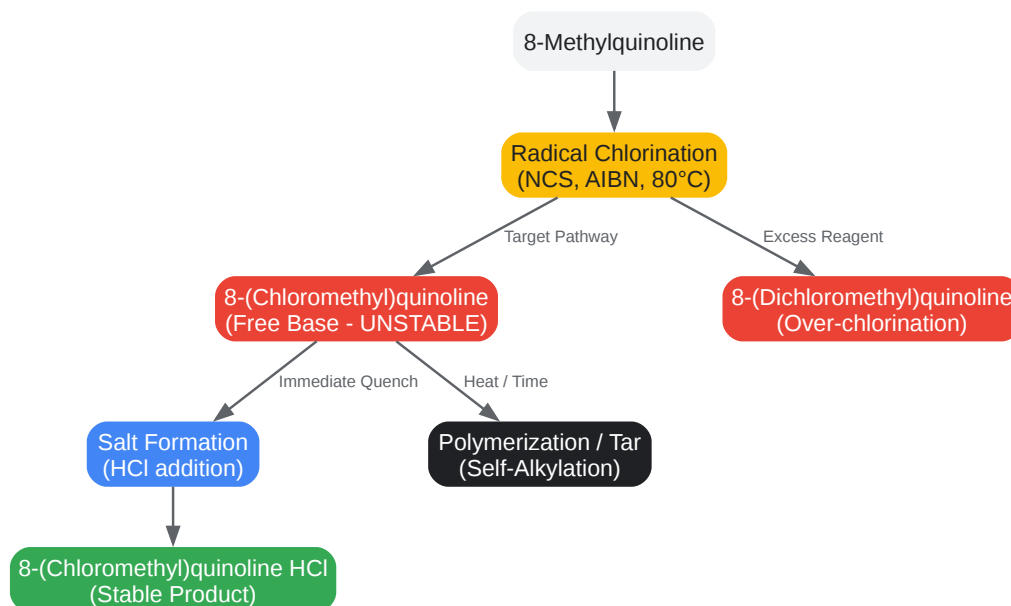 8-Methylquinoline
Radical Chlorination
(NCS, AIBN, 80°C)
Target Pathway
Excess Reagent
8-(Chloromethyl)quinoline
(Free Base - UNSTABLE)
8-(Dichloromethyl)quinoline
(Over-chlorination)
Immediate Quench
Heat / Time
Salt Formation
(HCl addition)
Polymerization / Tar
(Self-Alkylation)
8-(Chloromethyl)quinoline HCl
(Stable Product)